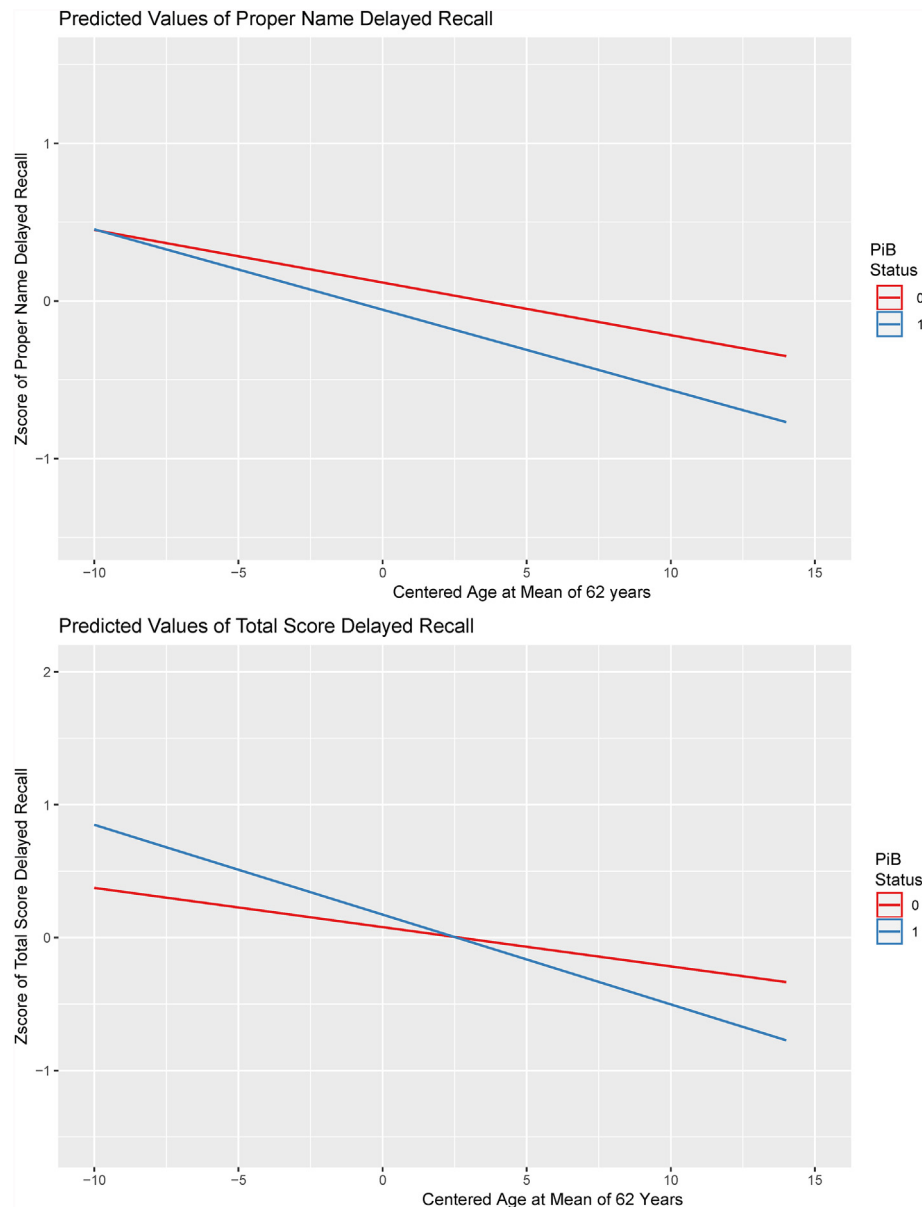 Predicted Values of Proper Name Delayed Recall
Zscore of Proper Name Delayed Recall
1
0
−1
−10 −5 0 5 10 15
Centered Age at Mean of 62 years
PiB
Status
0
1
Predicted Values of Total Score Delayed Recall
Zscore of Total Score Delayed Recall
2
1
0
−1
−10 −5 0 5 10 15
Centered Age at Mean of 62 Years
PiB
Status
0
1